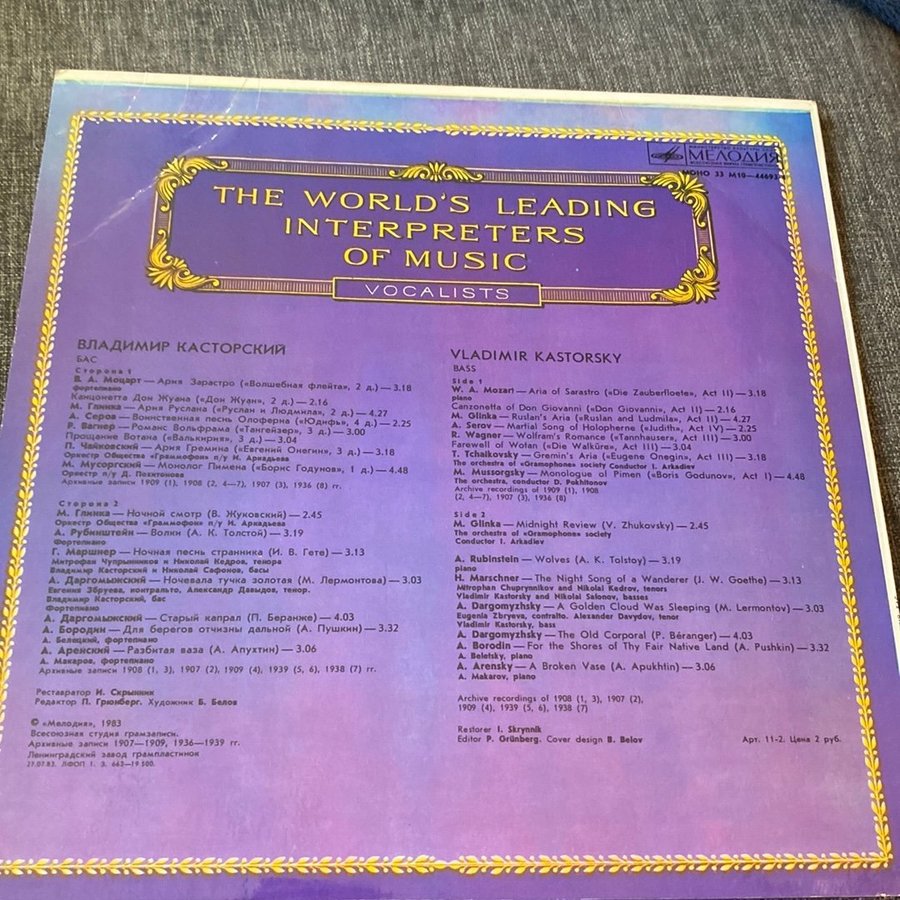 МЕЛОДИЯ
МОНО 33 М10—44693
THE WORLD'S LEADING
INTERPRETERS
OF MUSIC
VOCALISTS
ВЛАДИМИР КАСТОРСКИЙ
БАС
Сторона 1
В. А. Моцарт — Ария Зарастро («Волшебная флейта», 2 д.) — 3.18
фортепиано
Канцонетта Дон Жуана («Дон Жуан», 2 д.) — 2.16
М. Глинка — Ария Руслана («Руслан и Людмила», 2 д.) — 4.27
А. Серов — Воинственная песнь Олоферна («Юдифь», 4 д.) — 2.25
Р. Вагнер — Романс Вольфрама («Тангейзер», 3 д.) — 3.00
Прощание Вотана («Валькирия», 3 д.) — 3.04
П. Чайковский — Ария Гремина («Евгений Онегин», 3 д.) — 3.18
Оркестр Общества «Граммофон» п/у И. Аркадьева
М. Мусоргский — Монолог Пимена («Борис Годунов», 1 д.) — 4.48
Оркестр п/у Д. Похитонова
Архивные записи 1909 (1), 1908 (2, 4—7), 1907 (3), 1936 (8) гг.
Сторона 2
М. Глинка — Ночной смотр (В. Жуковский) — 2.45
Оркестр Общества «Граммофон» п/у И. Аркадьева
А. Рубинштейн — Волки (А. К. Толстой) — 3.19
Фортепиано
Г. Маршнер — Ночная песнь странника (И. В. Гете) — 3.13
Митрофан Чупрынников и Николай Кедров, тенора
Владимир Касторский и Николай Сафонов, басы
А. Даргомыжский — Ночевала тучка золотая (М. Лермонтова) — 3.03
Евгения Збруева, контральто, Александр Давыдов, тенор.
Владимир Касторский, бас
Фортепиано
А. Даргомыжский — Старый капрал (П. Беранже) — 4.03
А. Бородин — Для берегов отчизны дальной (А. Пушкин) — 3.32
А. Белецкий, фортепиано
А. Аренский — Разбитая ваза (А. Апухтин) — 3.06
А. Макаров, фортепиано
Архивные записи 1908 (1, 3), 1907 (2), 1909 (4), 1939 (5, 6), 1938 (7) гг.
Реставратор И. Скрынник
Редактор П. Грюнберг. Художник Б. Белов
© «Мелодия», 1983
Всесоюзная студия грамзаписи.
Архивные записи 1907—1909, 1936—1939 гг.
Ленинградский завод грампластинок
VLADIMIR KASTORSKY
BASS
Side 1
W. A. Mozart — Aria of Sarastro («Die Zauberfloete», Act II) — 3.18
piano
Canzonetta of Don Giovanni («Don Giovanni», Act II) — 2.16
M. Glinka — Ruslan's Aria («Ruslan and Ludmila», Act II) — 4.27
A. Serov — Martial Song of Holopherne («Judith», Act IV) — 2.25
R. Wagner — Wolfram's Romance («Tannhauser», Act III) — 3.00
Farewell of Wotan («Die Walküre», Act III) — 3.04
T. Tchaikovsky — Gremin's Aria («Eugene Onegin», Act III) — 3.18
The orchestra of «Gramophone» society Conductor I. Arkadiev
M. Mussorgsky — Monologue of Pimen («Boris Godunov», Act I) — 4.48
The orchestra, conductor D. Pokhitonov
Archive recordings of 1909 (1), 1908
(2, 4—7), 1907 (3), 1936 (8)
Side 2
M. Glinka — Midnight Review (V. Zhukovsky) — 2.45
The orchestra of «Gramophone» society
Conductor I. Arkadiev
A. Rubinstein — Wolves (A. K. Tolstoy) — 3.19
piano
H. Marschner — The Night Song of a Wanderer (J. W. Goethe) — 3.13
Mitrophan Chuprynnikov and Nikolai Kedrov, tenors
Vladimir Kastorsky and Nikolai Safonov, basses
A. Dargomyzhsky — A Golden Cloud Was Sleeping (M. Lermontov) — 3.03
Eugenia Zbryeva, contralto, Alexander Davydov, tenor
Vladimir Kastorsky, bass
A. Dargomyzhsky — The Old Corporal (P. Béranger) — 4.03
A. Borodin — For the Shores of Thy Fair Native Land (A. Pushkin) — 3.32
A. Beletsky, piano
A. Arensky — A Broken Vase (A. Apukhtin) — 3.06
A. Makarov, piano
Archive recordings of 1908 (1, 3), 1907 (2),
1909 (4), 1939 (5, 6), 1938 (7)
Restorer I. Skrynnik
Editor P. Grünberg. Cover design B. Belov
Арт. 11-2. Цена 2 руб.